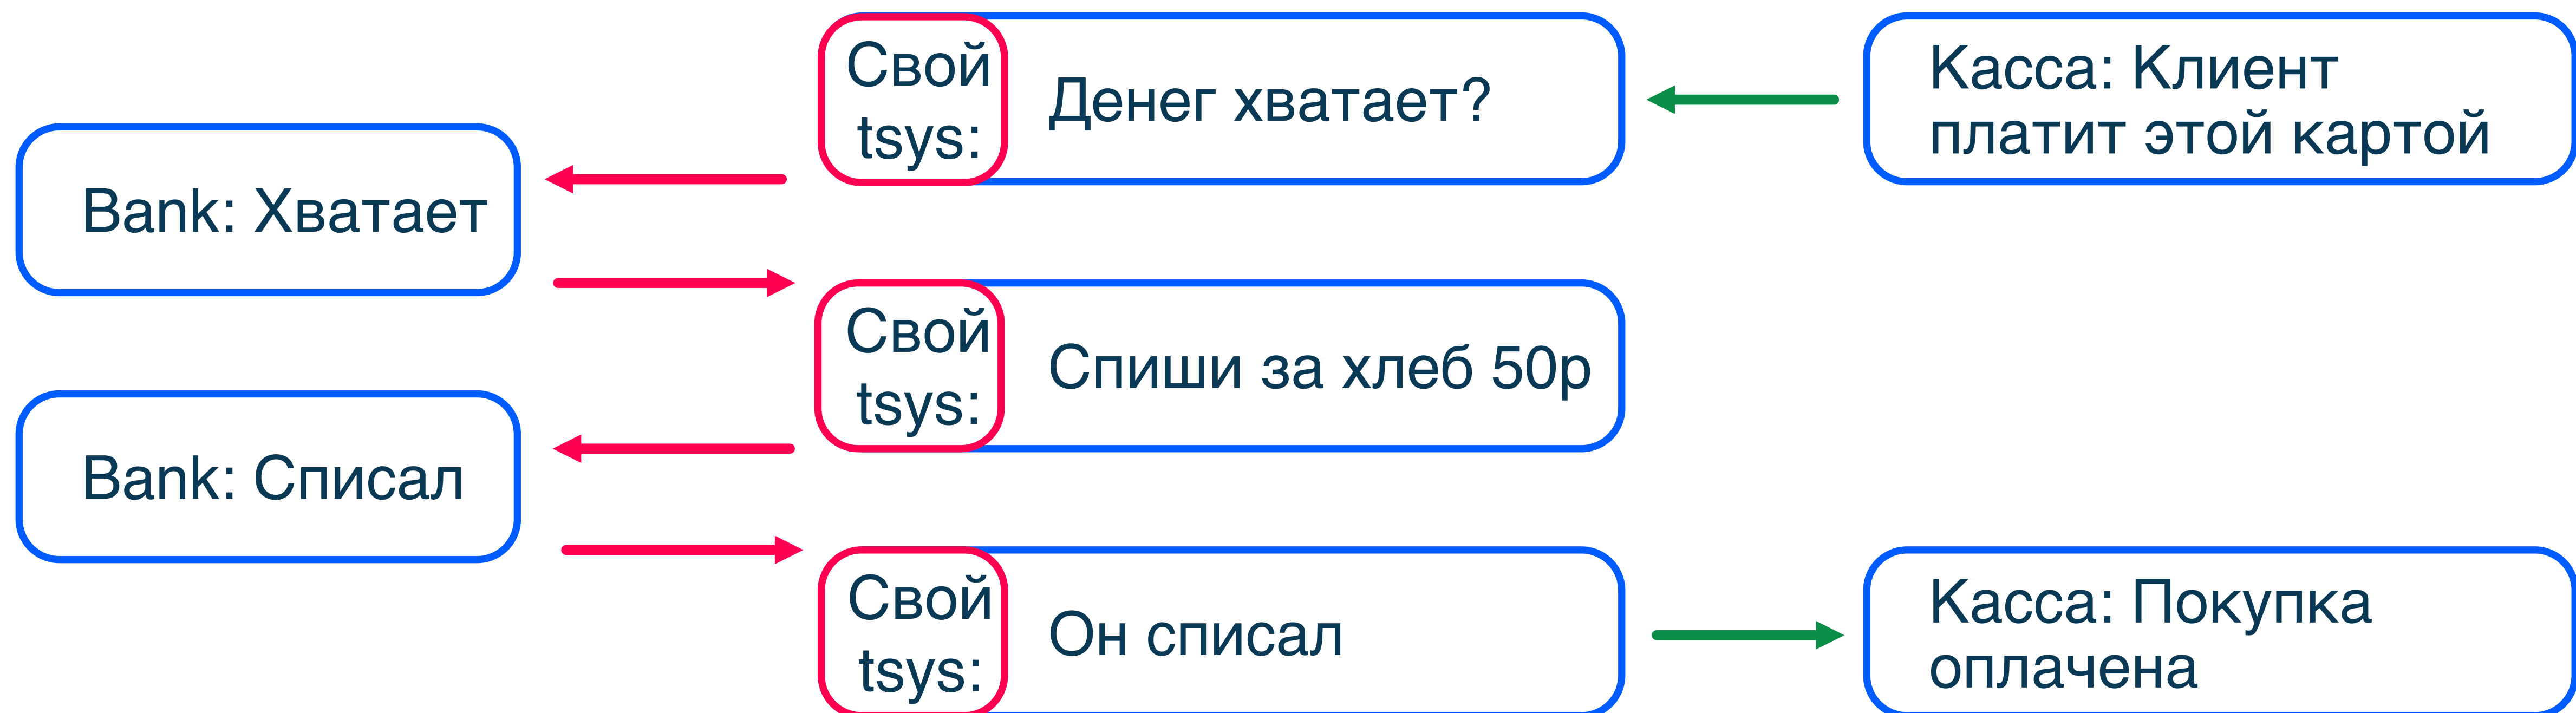 Касса: Клиент
платит этой картой
Свой
tsys:
Денег хватает?
Bank: Хватает
Свой
tsys:
Спиши за хлеб 50р
Bank: Списал
Свой
tsys:
Он списал
Касса: Покупка
оплачена